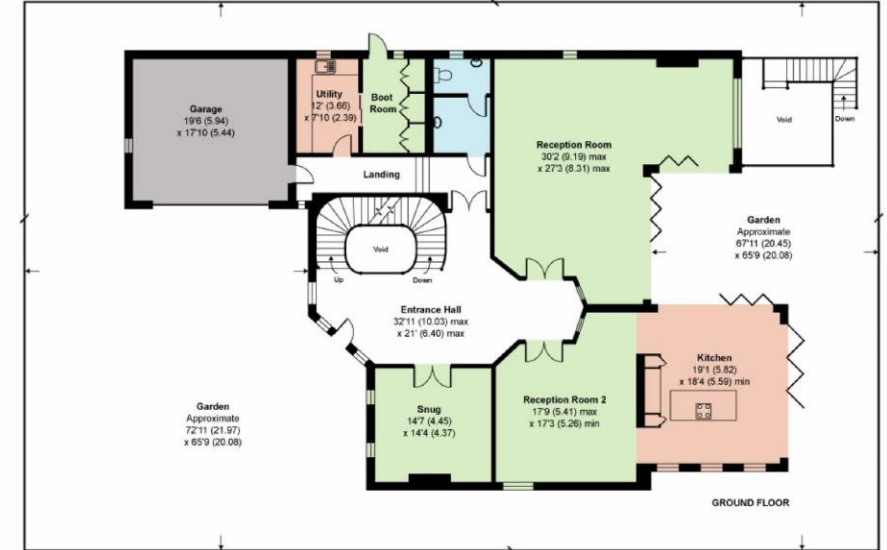 Garage
19'6 (5.94)
x 17'10 (5.44)
Utility
12' (3.66)
x 7'10 (2.39)
Boot
Room
Landing
Reception Room
30'2 (9.19) max
x 27'3 (8.31) max
Void
Down
Garden
Approximate
67'11 (20.45)
x 65'9 (20.08)
Void
Up
Down
Entrance Hall
32'11 (10.03) max
x 21' (6.40) max
Kitchen
19'1 (5.82)
x 18'4 (5.59) min
Garden
Approximate
72'11 (21.97)
x 65'9 (20.08)
Snug
14'7 (4.45)
x 14'4 (4.37)
Reception Room 2
17'9 (5.41) max
x 17'3 (5.26) min
GROUND FLOOR